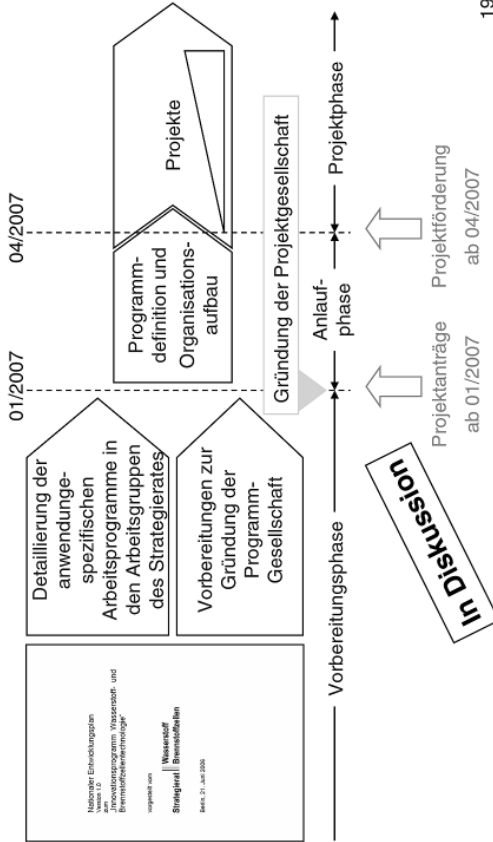 01/2007
04/2007
Nationaler Entwicklungsplan
Version 1.0
zum
„Innovationsprogramm Wasserstoff- und
Brennstoffzellentechnologie“
vorgestellt vom
Strategierat
Wasserstoff
Brennstoffzellen
Berlin, 21. Juni 2006
Detaillierung der
anwendunge-
spezifischen
Arbeitsprogramme in
den Arbeitsgruppen
des Strategierates
Vorbereitungen zur
Gründung der
Programm-
Gesellschaft
Programm-
definition und
Organisations-
aufbau
Projekte
Gründung der Projektgesellschaft
Vorbereitungsphase
Anlauf-
phase
Projektphase
In Diskussion
Projektanträge
ab 01/2007
Projektförderung
ab 04/2007
19